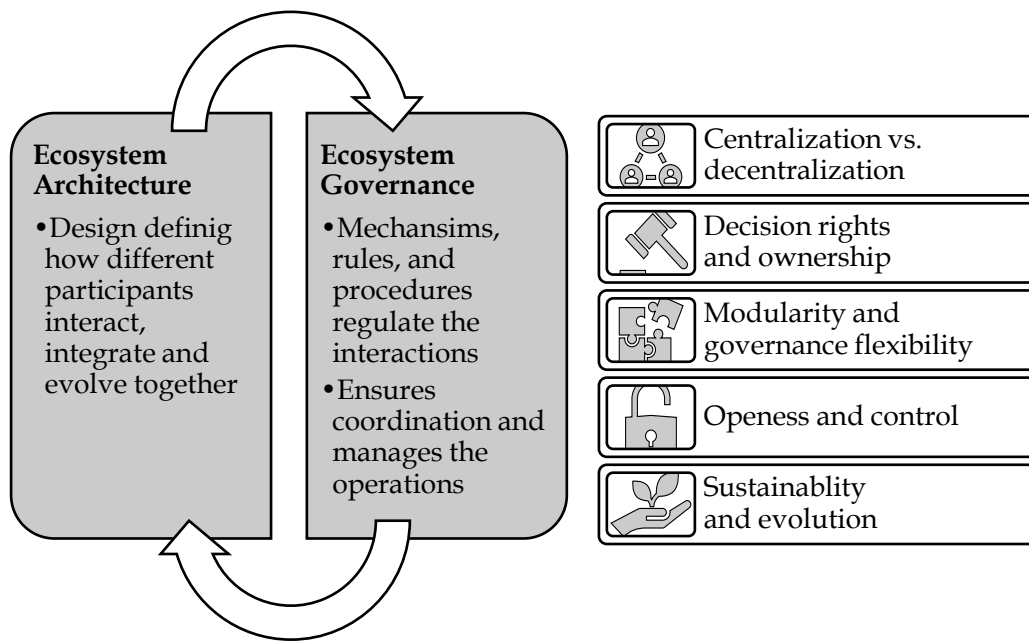 Ecosystem
Architecture
•Design definig
how different
participants
interact,
integrate and
evolve together
Ecosystem
Governance
•Mechansims,
rules, and
procedures
regulate the
interactions
•Ensures
coordination and
manages the
operations
Centralization vs.
decentralization
Decision rights
and ownership
Modularity and
governance flexibility
Openess and control
Sustainablity
and evolution